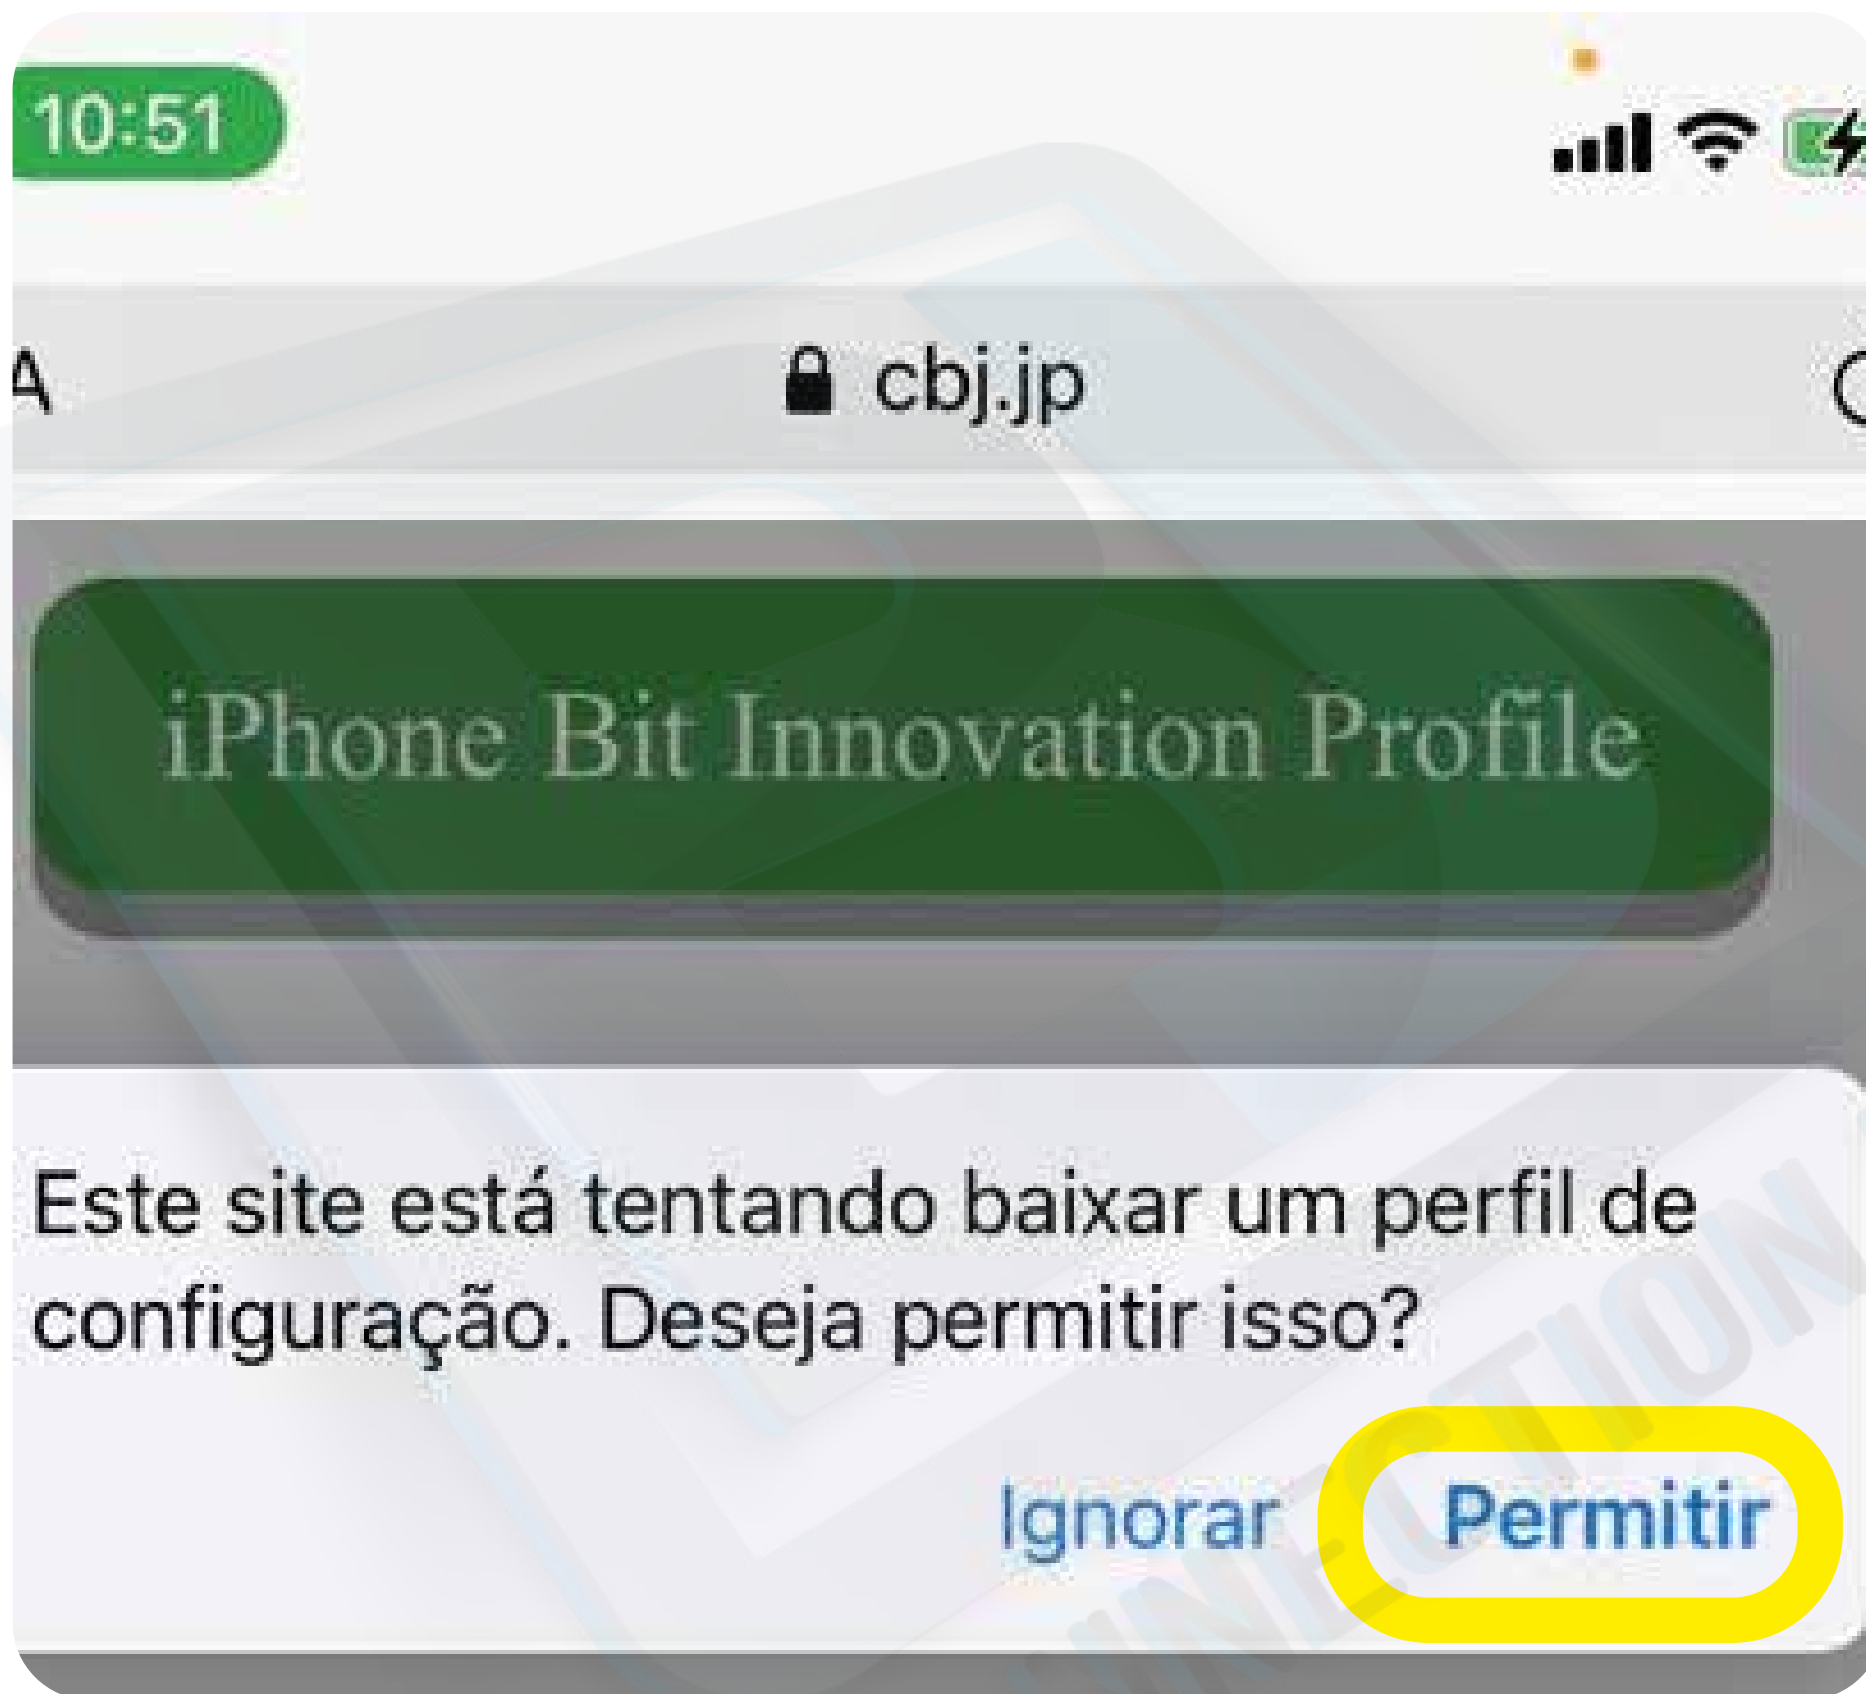 10:51
A
cbj.jp
iPhone Bit Innovation Profile
Este site está tentando baixar um perfil de
configuração. Deseja permitir isso?
Ignorar
Permitir